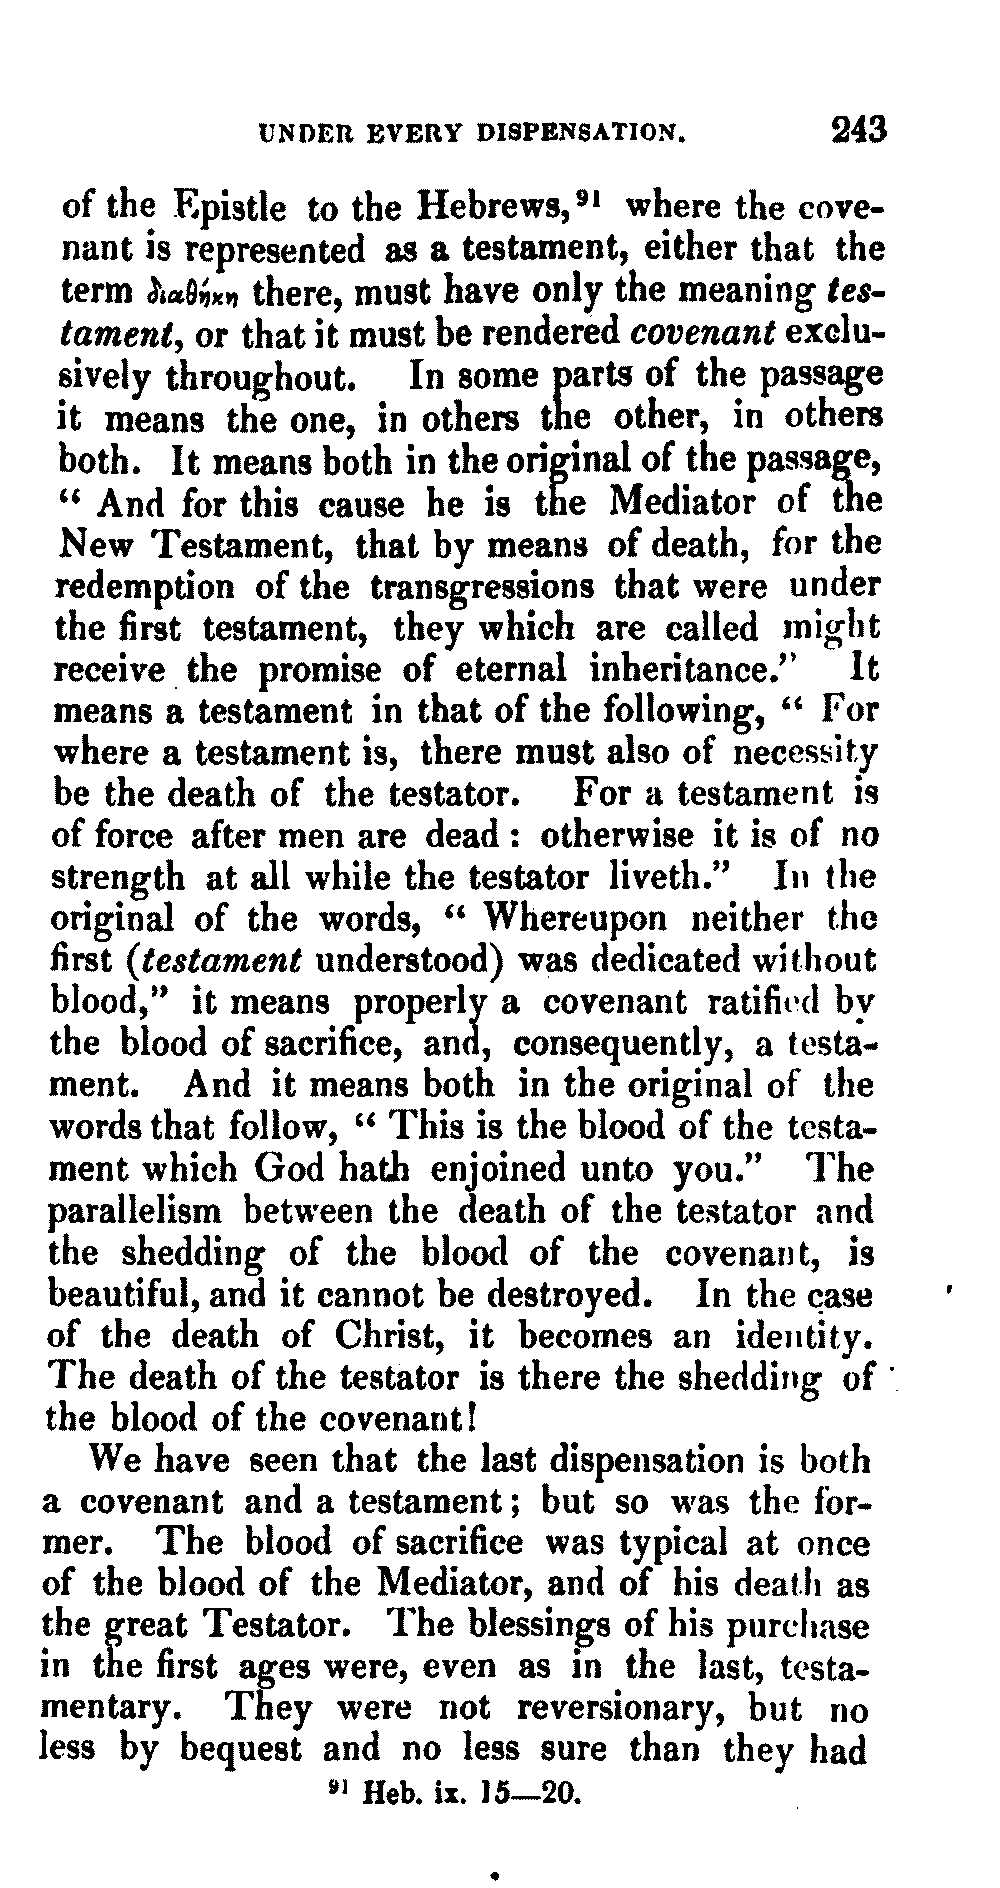 UNDER EVERY DISPENSATION. 243
of the Epistle to the Hebrews,⁹¹ where the cove-
nant is represented as a testament, either that the
term διαθήκη there, must have only the meaning tes-
tament, or that it must be rendered covenant exclu-
sively throughout. In some parts of the passage
it means the one, in others the other, in others
both. It means both in the original of the passage,
“ And for this cause he is the Mediator of the
New Testament, that by means of death, for the
redemption of the transgressions that were under
the first testament, they which are called might
receive the promise of eternal inheritance.” It
means a testament in that of the following, “ For
where a testament is, there must also of necessity
be the death of the testator. For a testament is
of force after men are dead : otherwise it is of no
strength at all while the testator liveth.” In the
original of the words, “ Whereupon neither the
first (testament understood) was dedicated without
blood,” it means properly a covenant ratified by
the blood of sacrifice, and, consequently, a testa-
ment. And it means both in the original of the
words that follow, “ This is the blood of the testa-
ment which God hath enjoined unto you.” The
parallelism between the death of the testator and
the shedding of the blood of the covenant, is
beautiful, and it cannot be destroyed. In the case
of the death of Christ, it becomes an identity.
The death of the testator is there the shedding of
the blood of the covenant!
We have seen that the last dispensation is both
a covenant and a testament; but so was the for-
mer. The blood of sacrifice was typical at once
of the blood of the Mediator, and of his death as
the great Testator. The blessings of his purchase
in the first ages were, even as in the last, testa-
mentary. They were not reversionary, but no
less by bequest and no less sure than they had
⁹¹ Heb. ix. 15—20.